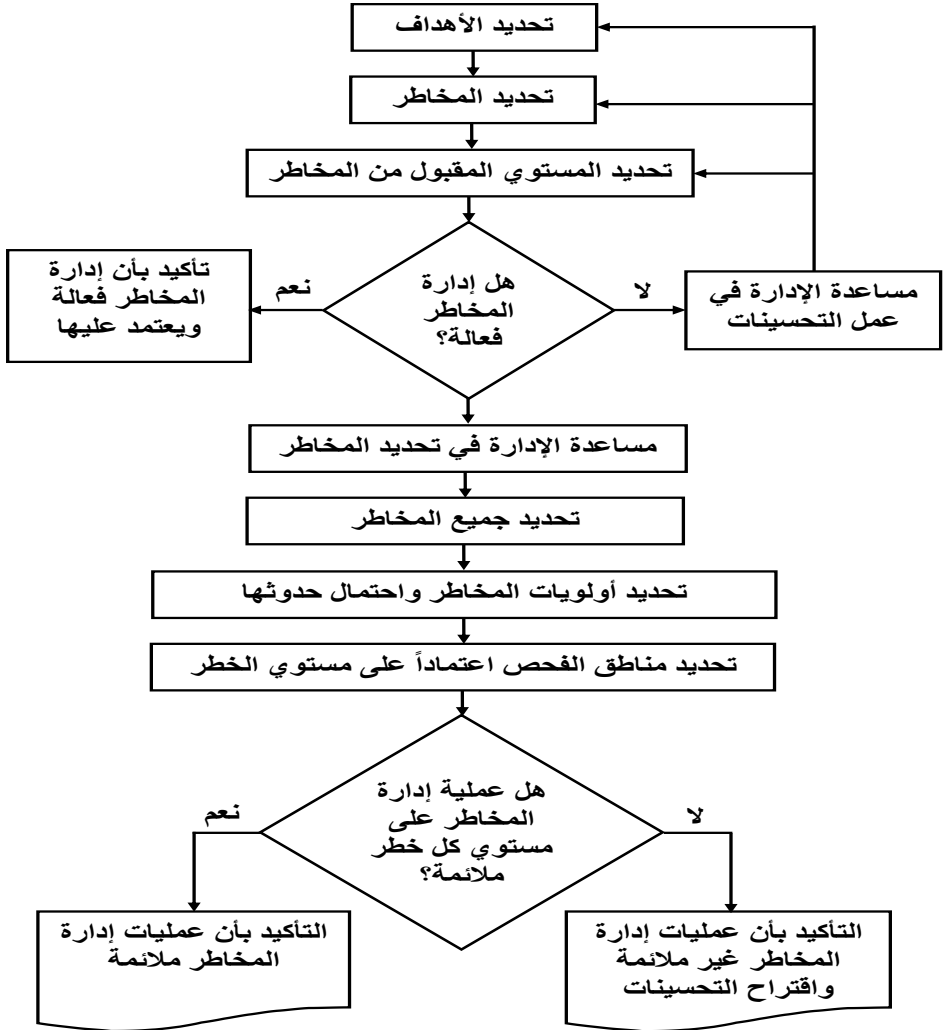 تحديد الأهداف
تحديد المخاطر
تحديد المستوي المقبول من المخاطر
هل إدارة
المخاطر
فعالة؟
لا
مساعدة الإدارة في
عمل التحسينات
نعم
تأكيد بأن إدارة
المخاطر فعالة
ويعتمد عليها
مساعدة الإدارة في تحديد المخاطر
تحديد جميع المخاطر
تحديد أولويات المخاطر واحتمال حدوثها
تحديد مناطق الفحص اعتماداً على مستوي الخطر
هل عملية إدارة
المخاطر على
مستوي كل خطر
ملائمة؟
لا
نعم
التأكيد بأن عمليات إدارة
المخاطر غير ملائمة
واقتراح التحسينات
التأكيد بأن عمليات إدارة
المخاطر ملائمة